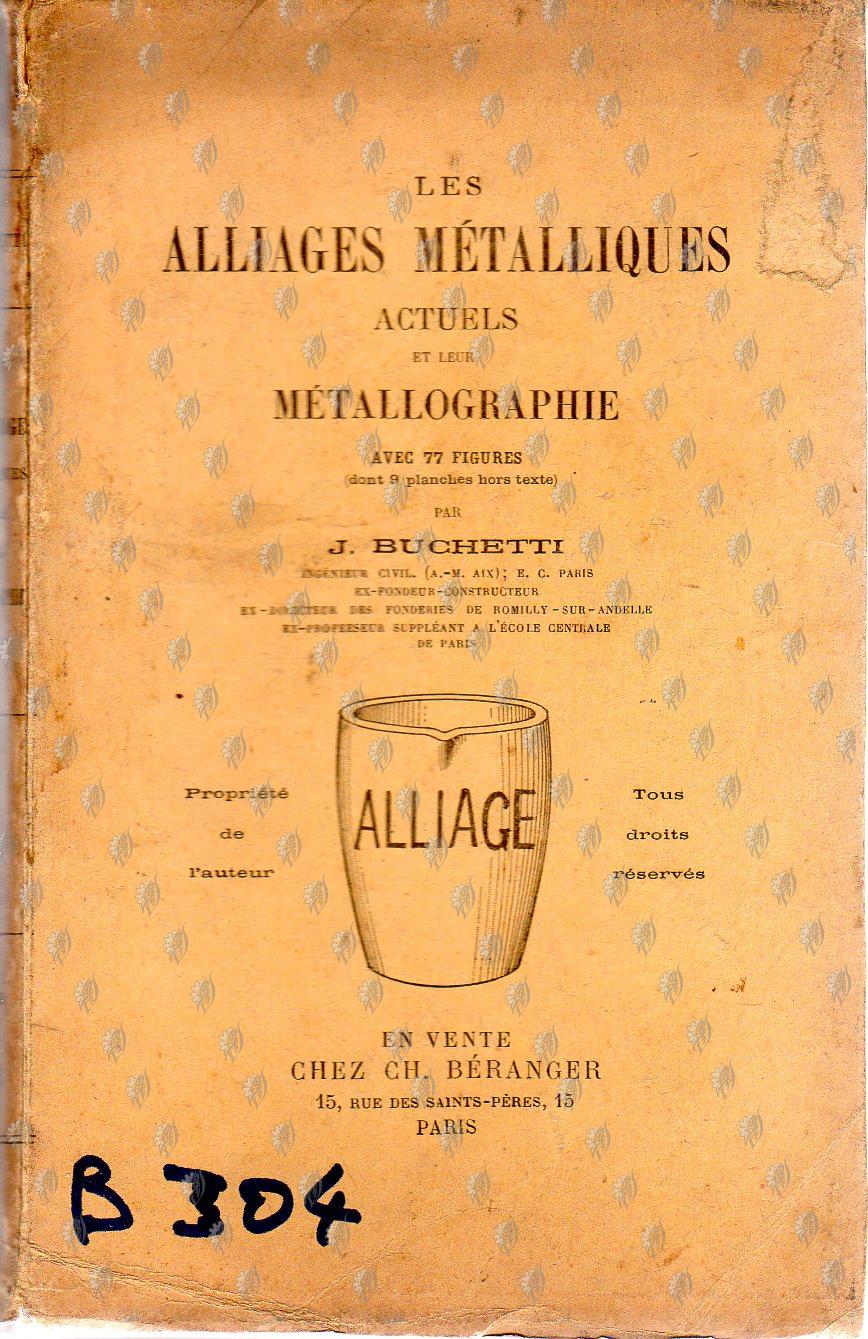 LES
ALLIAGES MÉTALLIQUES
ACTUELS
ET LEUR
MÉTALLOGRAPHIE
AVEC 77 FIGURES
(dont 9 planches hors texte)
PAR
J. BUCHETTI
INGÉNIEUR CIVIL. (A.-M. AIX); E. C. PARIS
EX-FONDEUR-CONSTRUCTEUR
EX-DIRECTEUR DES FONDERIES DE ROMILLY-SUR-ANDELLE
EX-PROFESSEUR SUPPLÉANT A L'ÉCOLE CENTRALE
DE PARIS
Propriété
de
l'auteur
ALLIAGE
Tous
droits
réservés
EN VENTE
CHEZ CH. BÉRANGER
15, RUE DES SAINTS-PÈRES, 15
PARIS
B 304